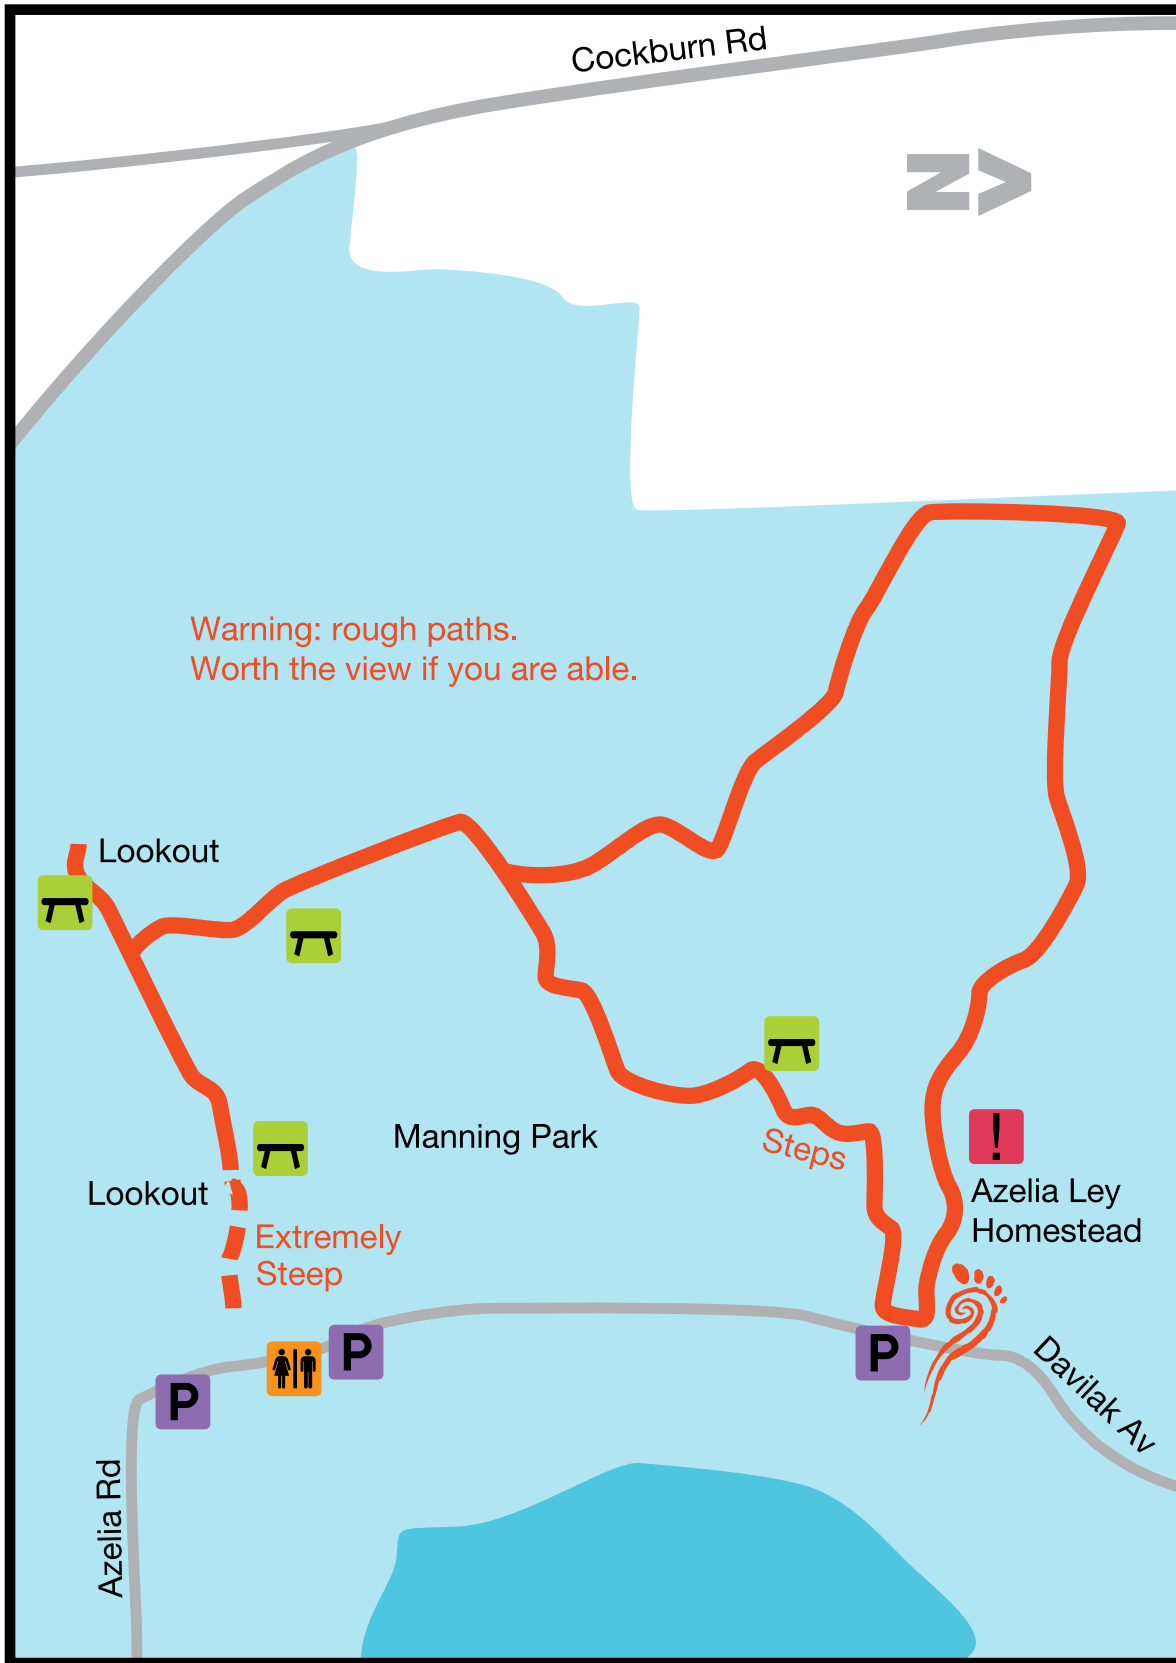 Cockburn Rd
N
Warning: rough paths.
Worth the view if you are able.
Lookout
Manning Park
Steps
!
Lookout
Azelia Ley
Homestead
Extremely
Steep
P
P
P
Davilak Av
Azelia Rd